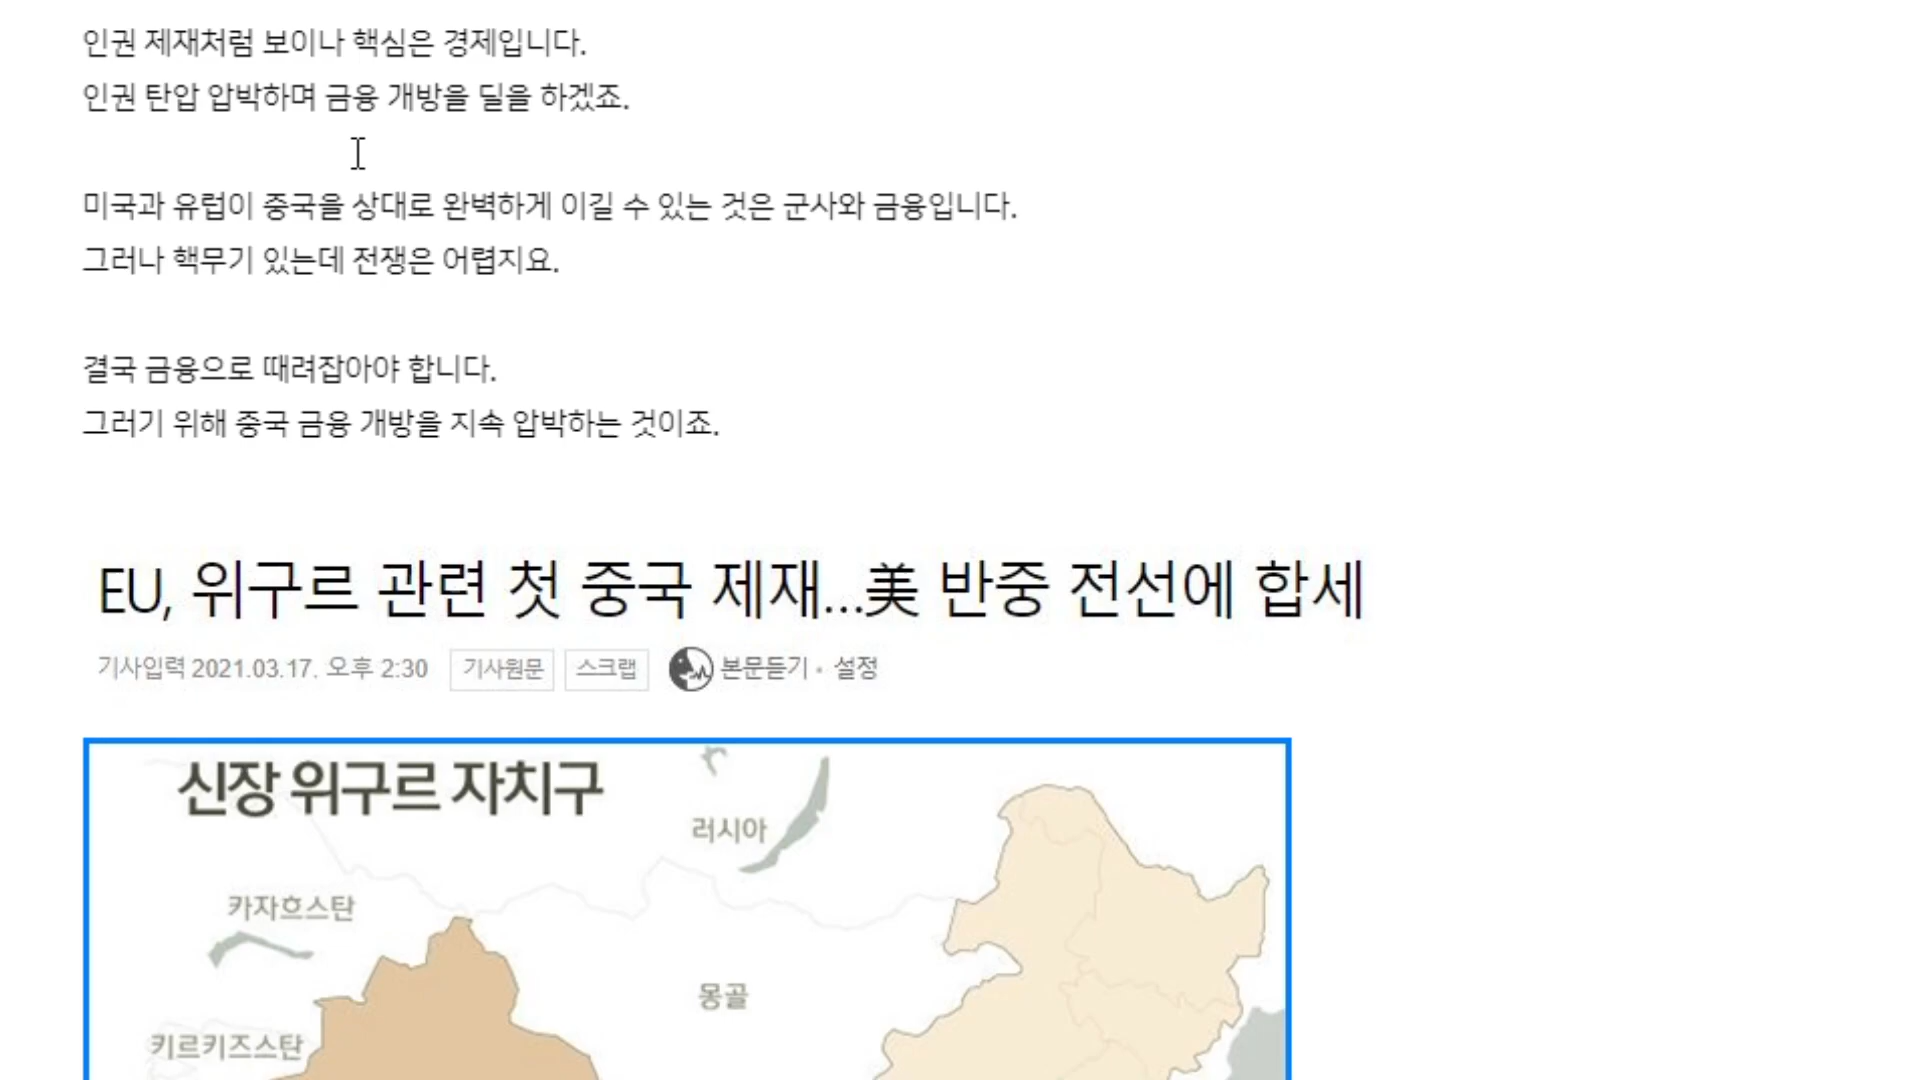 인권 제재처럼 보이나 핵심은 경제입니다.
인권 탄압 압박하며 금융 개방을 딜을 하겠죠.
미국과 유럽이 중국을 상대로 완벽하게 이길 수 있는 것은 군사와 금융입니다.
그러나 핵무기 있는데 전쟁은 어렵지요.
결국 금융으로 때려잡아야 합니다.
그러기 위해 중국 금융 개방을 지속 압박하는 것이죠.
EU, 위구르 관련 첫 중국 제재…美 반중 전선에 합세
기사입력 2021.03.17. 오후 2:30 기사원문 스크랩 본문듣기 · 설정
신장 위구르 자치구
러시아
카자흐스탄
몽골
키르키즈스탄